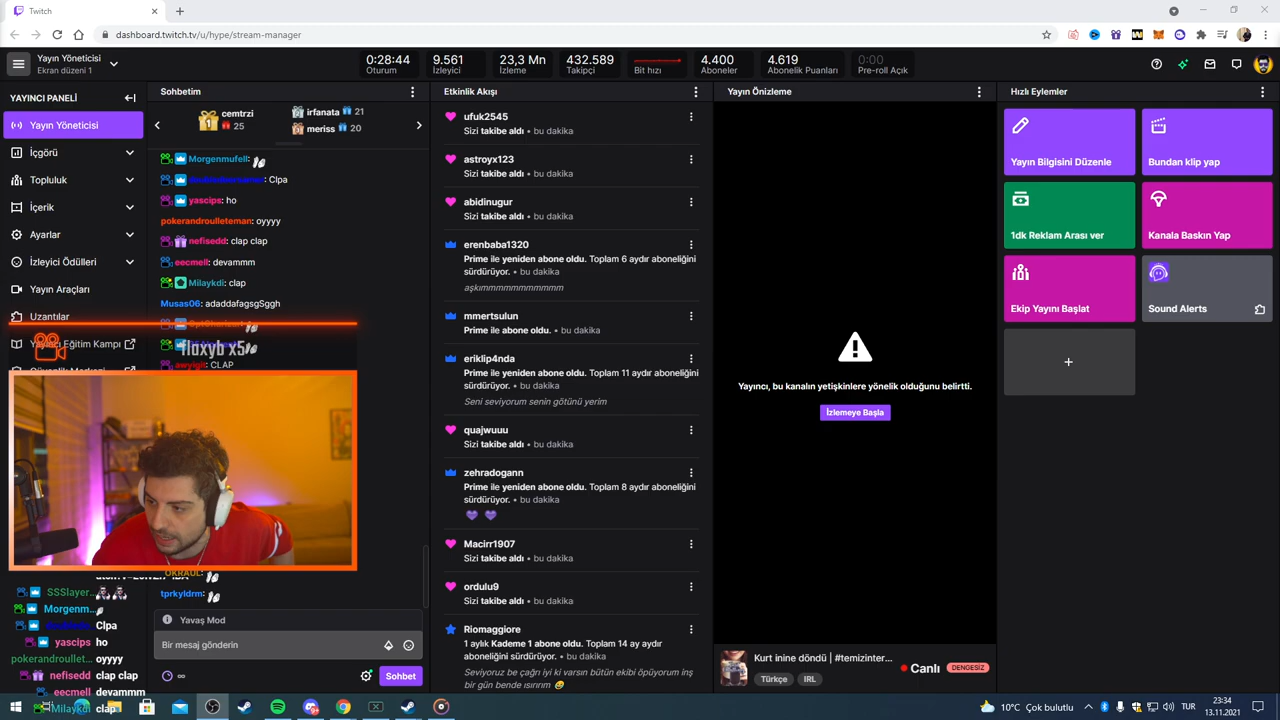 Twitch
dashboard.twitch.tv/u/hype/stream-manager
Yayın Yöneticisi
Ekran düzeni 1
0:28:44
Oturum
9.561
İzleyici
23,3 Mn
İzleme
432.589
Takipçi
Bit hızı
4.400
Aboneler
4.619
Abonelik Puanları
0:00
Pre-roll Açık
YAYINCI PANELİ
Yayın Yöneticisi
İçgörü
Topluluk
İçerik
Ayarlar
İzleyici Ödülleri
Yayın Araçları
Uzantılar
Yayıncı Eğitim Kampı
Sohbetim
1
cemtrzi
25
irfanata 21
meriss 20
Morgenmufell:
Clpa
yascips: ho
pokerandroulleteman: oyyyy
nefisedd: clap clap
eecmell: devammm
Milaykdi: clap
Musas06: adaddafagsgSggh
floxyb x5
awyigit: CLAP
OKRAUL:
tprkyldrm:
Yavaş Mod
Bir mesaj gönderin
∞
Sohbet
SSSlayer...
Morgenm...
Clpa
yascips ho
pokerandroullet... oyyyy
nefisedd clap clap
eecmell devammm
Milaykdi clap
Etkinlik Akışı
ufuk2545
Sizi takibe aldı • bu dakika
astroyx123
Sizi takibe aldı • bu dakika
abidinugur
Sizi takibe aldı • bu dakika
erenbaba1320
Prime ile yeniden abone oldu. Toplam 6 aydır aboneliğini
sürdürüyor. • bu dakika
aşkımmmmmmmmmm
mmertsulun
Prime ile abone oldu. • bu dakika
eriklip4nda
Prime ile yeniden abone oldu. Toplam 11 aydır aboneliğini
sürdürüyor. • bu dakika
Seni seviyorum senin götünü yerim
quajwuuu
Sizi takibe aldı • bu dakika
zehradogann
Prime ile yeniden abone oldu. Toplam 8 aydır aboneliğini
sürdürüyor. • bu dakika
Macirr1907
Sizi takibe aldı • bu dakika
ordulu9
Sizi takibe aldı • bu dakika
Riomaggiore
1 aylık Kademe 1 abone oldu. Toplam 14 ay aydır
aboneliğini sürdürüyor. • bu dakika
Seviyoruz be çağrı iyi ki varsın bütün ekibi öpüyorum inş
bir gün bende ısırırım
Yayın Önizleme
Yayıncı, bu kanalın yetişkinlere yönelik olduğunu belirtti.
İzlemeye Başla
Kurt inine döndü | #temizinter...
Türkçe
IRL
Canlı
DENGESİZ
Hızlı Eylemler
Yayın Bilgisini Düzenle
Bundan klip yap
1dk Reklam Arası ver
Kanala Baskın Yap
Ekip Yayını Başlat
Sound Alerts
10°C Çok bulutlu
TUR
23:34
13.11.2021